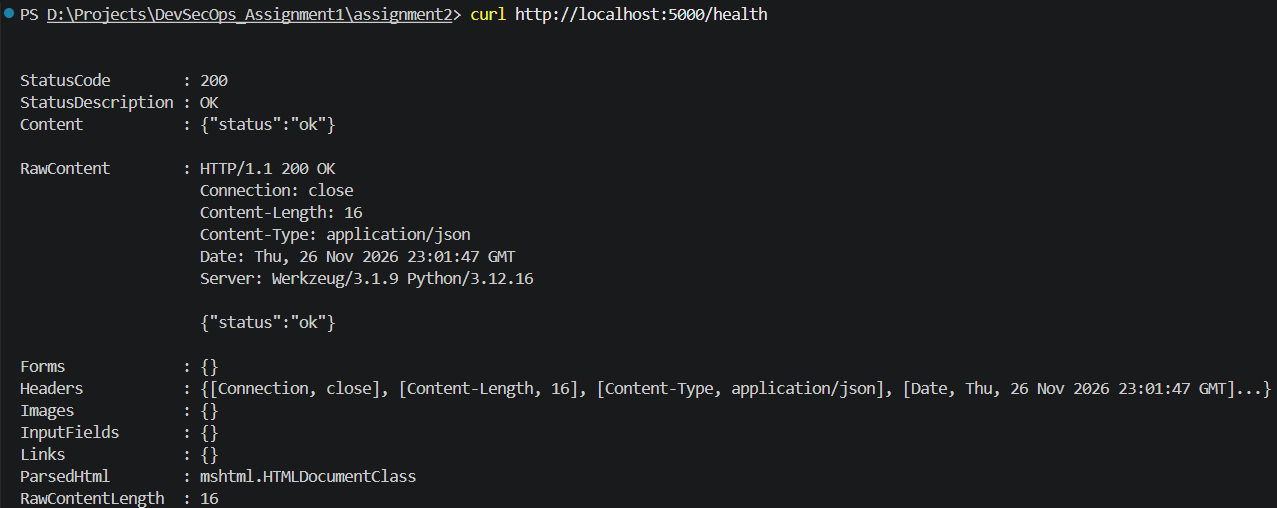 PS D:\Projects\DevSecOps_Assignment1\assignment2> curl http://localhost:5000/health
StatusCode        : 200
StatusDescription : OK
Content           : {"status":"ok"}
RawContent        : HTTP/1.1 200 OK
                    Connection: close
                    Content-Length: 16
                    Content-Type: application/json
                    Date: Thu, 26 Nov 2026 23:01:47 GMT
                    Server: Werkzeug/3.1.9 Python/3.12.16
                    {"status":"ok"}
Forms             : {}
Headers           : {[Connection, close], [Content-Length, 16], [Content-Type, application/json], [Date, Thu, 26 Nov 2026 23:01:47 GMT]...}
Images            : {}
InputFields       : {}
Links             : {}
ParsedHtml        : mshtml.HTMLDocumentClass
RawContentLength  : 16